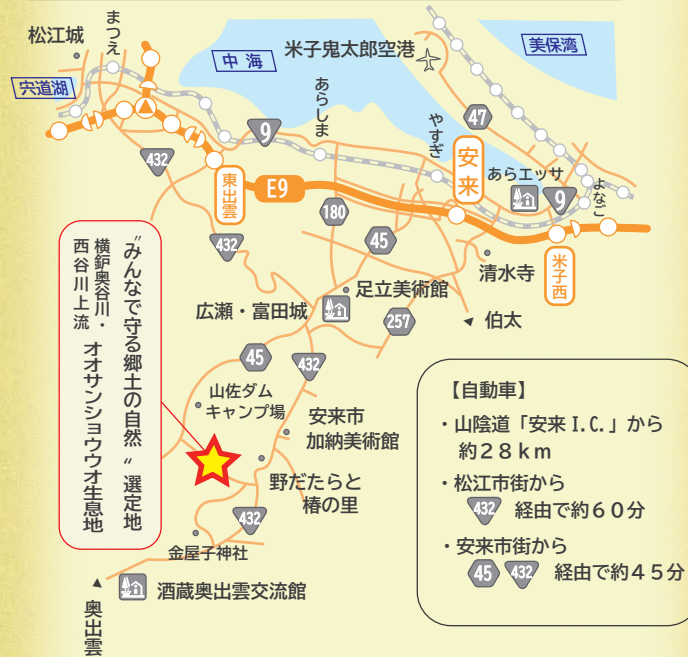 まつえ
松江城
宍道湖
中海
米子鬼太郎空港
美保湾
あらしま
やすぎ
47
9
432
東出雲
E9
安来
あらエッサ
9
よなご
180
45
432
清水寺
米子西
足立美術館
広瀬・富田城
257
伯太
45
432
山佐ダム
キャンプ場
安来市
加納美術館
野だたらと
椿の里
432
金屋子神社
酒蔵奥出雲交流館
奥出雲
〝みんなで守る郷土の自然〟選定地
横鈩奥谷川・
西谷川上流
オオサンショウウオ生息地
【自動車】
・山陰道「安来 I.C.」から
約２８ｋｍ
・松江市街から
432 経由で約６０分
・安来市街から
45 432 経由で約４５分